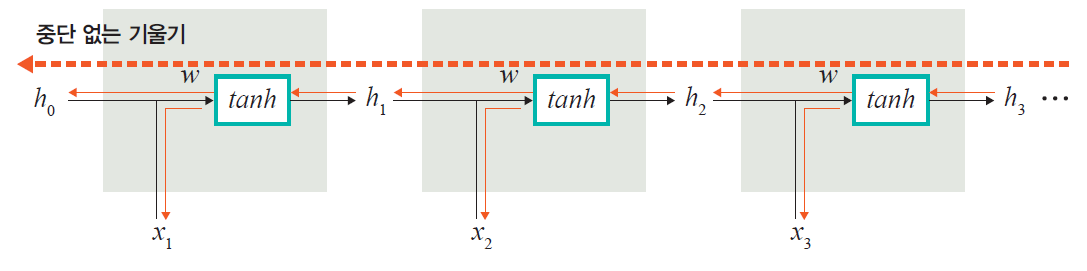 중단 없는 기울기
w w w
h0 tanh h1 tanh h2 tanh h3 ···
x1 x2 x3